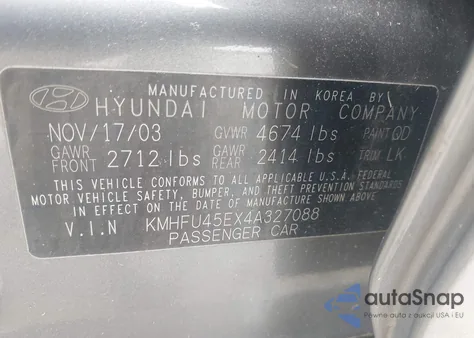 MANUFACTURED IN KOREA BY
HYUNDAI MOTOR COMPANY
NOV/17/03 GVWR 4674 lbs PAINT QD
GAWR FRONT 2712 lbs GAWR REAR 2414 lbs TRIM LK
THIS VEHICLE CONFORMS TO ALL APPLICABLE U.S.A. FEDERAL
MOTOR VEHICLE SAFETY, BUMPER, AND THEFT PREVENTION STANDARDS
IN EFFECT ON THE DATE OF MANUFACTURE SHOWN ABOVE.
V.I.N KMHFU45EX4A327088
PASSENGER CAR
autoSnap
Pewne auta z aukcji USA i EU